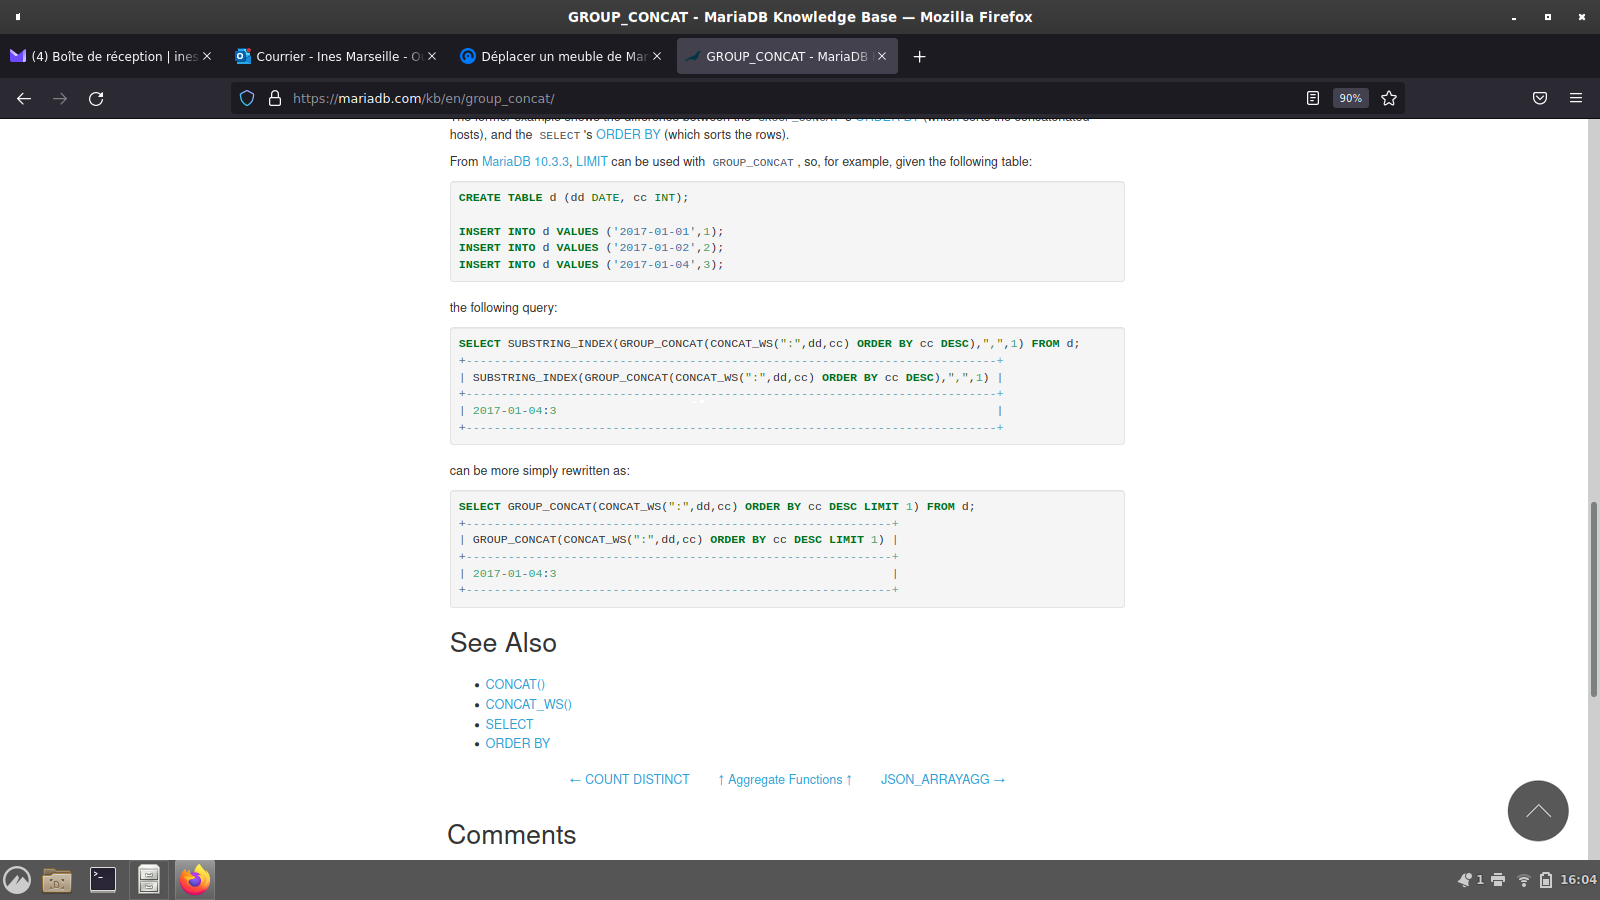 GROUP_CONCAT - MariaDB Knowledge Base — Mozilla Firefox
(4) Boîte de réception | ines
Courrier - Ines Marseille - O
Déplacer un meuble de Mar
GROUP_CONCAT - MariaDB
https://mariadb.com/kb/en/group_concat/
90%
hosts), and the SELECT 's ORDER BY (which sorts the rows).
From MariaDB 10.3.3, LIMIT can be used with GROUP_CONCAT , so, for example, given the following table:
CREATE TABLE d (dd DATE, cc INT);
INSERT INTO d VALUES ('2017-01-01',1);
INSERT INTO d VALUES ('2017-01-02',2);
INSERT INTO d VALUES ('2017-01-04',3);
the following query:
SELECT SUBSTRING_INDEX(GROUP_CONCAT(CONCAT_WS(":",dd,cc) ORDER BY cc DESC),",",1) FROM d;
+----------------------------------------------------------------------------+
| SUBSTRING_INDEX(GROUP_CONCAT(CONCAT_WS(":",dd,cc) ORDER BY cc DESC),",",1) |
+----------------------------------------------------------------------------+
| 2017-01-04:3                                                               |
+----------------------------------------------------------------------------+
can be more simply rewritten as:
SELECT GROUP_CONCAT(CONCAT_WS(":",dd,cc) ORDER BY cc DESC LIMIT 1) FROM d;
+-------------------------------------------------------------+
| GROUP_CONCAT(CONCAT_WS(":",dd,cc) ORDER BY cc DESC LIMIT 1) |
+-------------------------------------------------------------+
| 2017-01-04:3                                                |
+-------------------------------------------------------------+
See Also
• CONCAT()
• CONCAT_WS()
• SELECT
• ORDER BY
← COUNT DISTINCT ↑ Aggregate Functions ↑ JSON_ARRAYAGG →
Comments
1
16:04